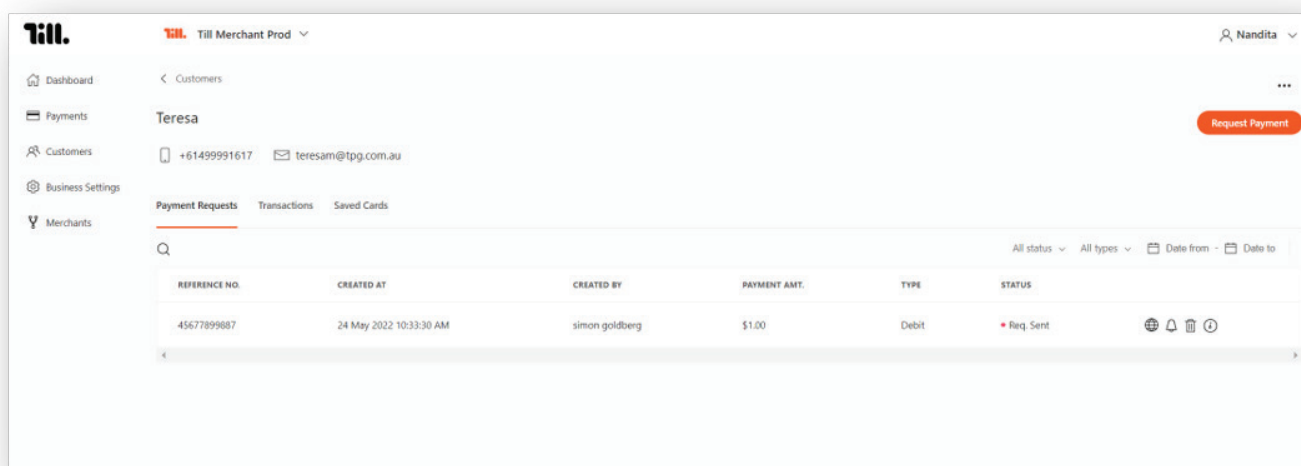 Till.
Till. Till Merchant Prod
Nandita
Dashboard
Payments
Customers
Business Settings
Merchants
Customers
Teresa
Request Payment
+61499991617 teresam@tpg.com.au
Payment Requests Transactions Saved Cards
All status All types Date from - Date to
REFERENCE NO. CREATED AT CREATED BY PAYMENT AMT. TYPE STATUS
45677899887 24 May 2022 10:33:30 AM simon goldberg $1.00 Debit Req. Sent